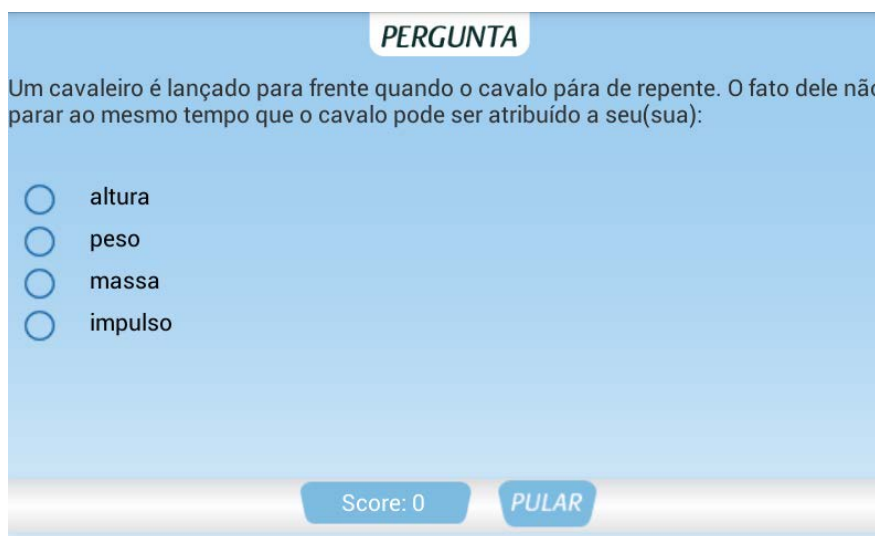 PERGUNTA
Um cavaleiro é lançado para frente quando o cavalo pára de repente. O fato dele não
parar ao mesmo tempo que o cavalo pode ser atribuído a seu(sua):
altura
peso
massa
impulso
Score: 0
PULAR